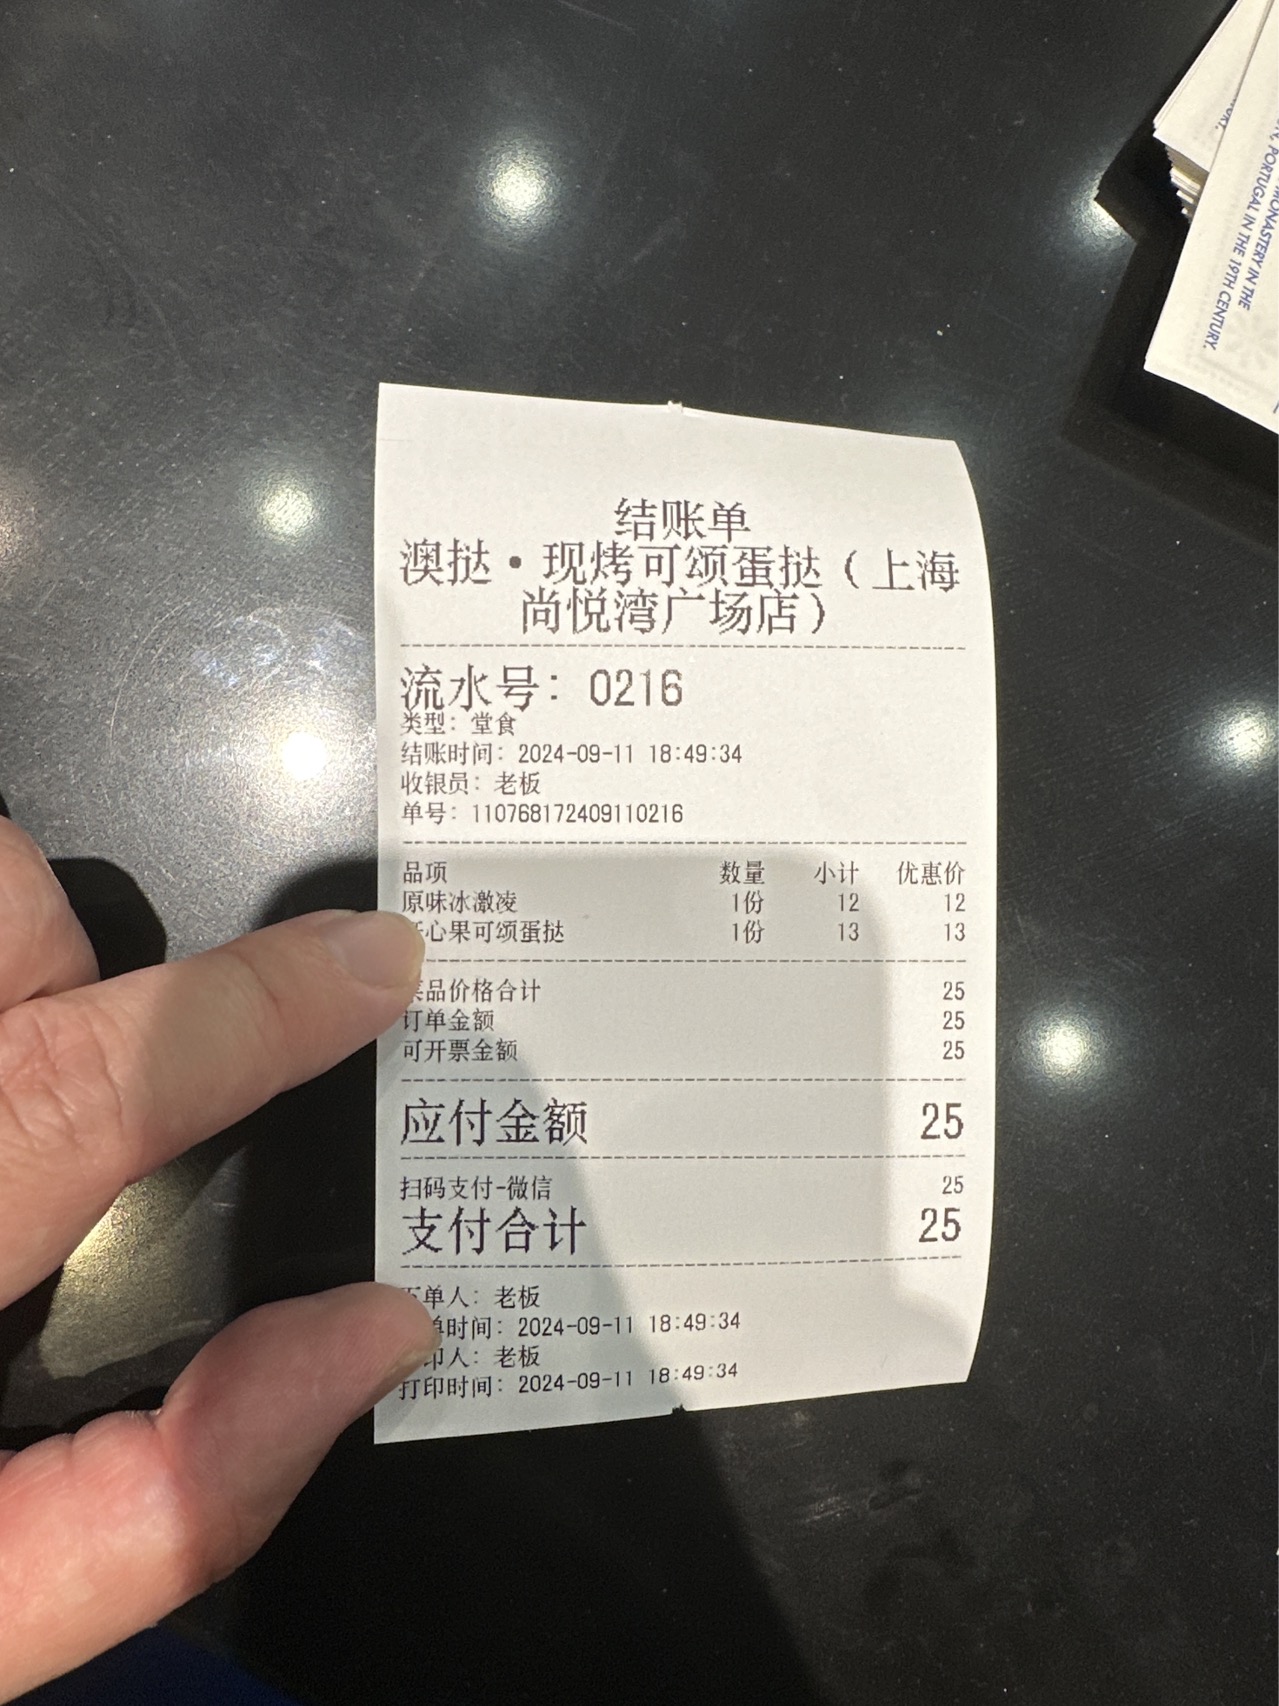 结账单
澳挞·现烤可颂蛋挞（上海
尚悦湾广场店）
流水号：0216
类型：堂食
结账时间：2024-09-11 18:49:34
收银员：老板
单号：110768172409110216
品项 数量 小计 优惠价
原味冰激凌 1份 12 12
心果可颂蛋挞 1份 13 13
品价格合计 25
订单金额 25
可开票金额 25
应付金额 25
扫码支付-微信 25
支付合计 25
单人：老板
单时间：2024-09-11 18:49:34
印人：老板
打印时间：2024-09-11 18:49:34
MONASTERY IN THE
PORTUGAL IN THE 19TH CENTURY.